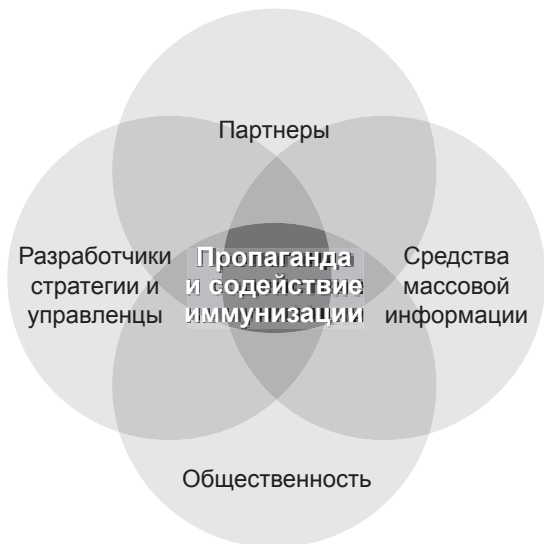 Партнеры
Разработчики
стратегии и
управленцы
Пропаганда
и содействие
иммунизации
Средства
массовой
информации
Общественность